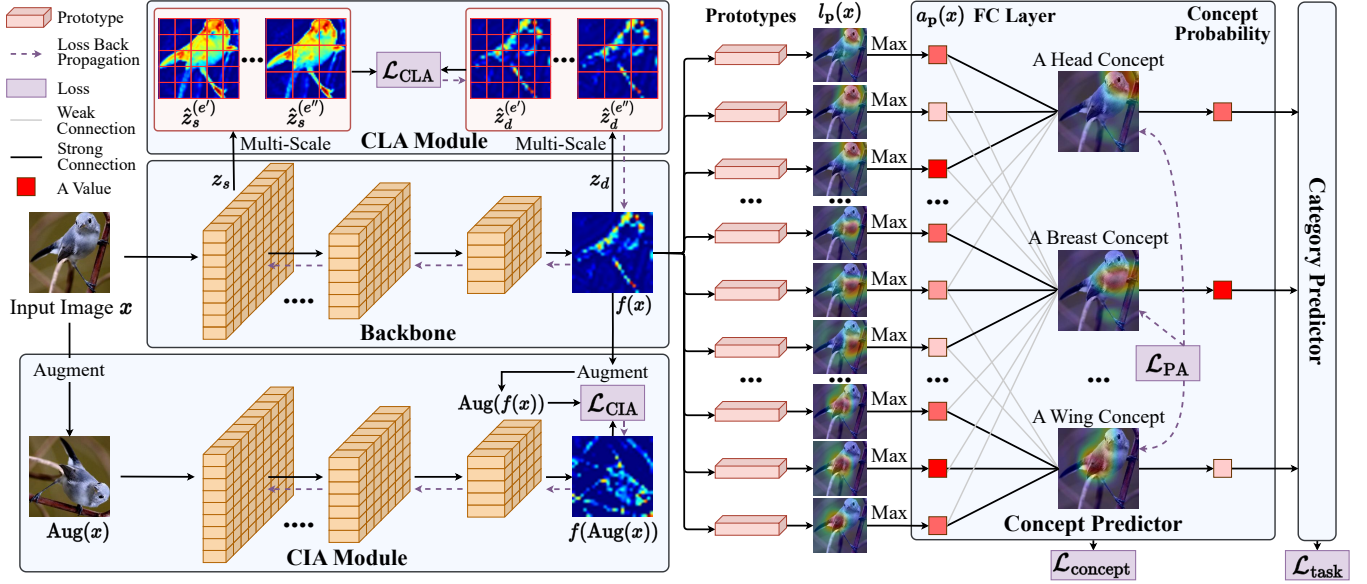 Prototype
Loss Back
Propagation
Loss
Weak
Connection
Strong
Connection
A Value
Input Image x
Augment
Aug(x)
ẑ_s^(e′)
ẑ_s^(e″)
L_CLA
ẑ_d^(e′)
ẑ_d^(e″)
Multi-Scale
CLA Module
Multi-Scale
z_s
z_d
f(x)
Backbone
Augment
Aug(f(x))
L_CIA
f(Aug(x))
CIA Module
Prototypes
l_p(x)
Max
Max
Max
Max
Max
Max
Max
Max
Max
a_p(x)
FC Layer
Concept
Probability
A Head Concept
A Breast Concept
L_PA
A Wing Concept
Concept Predictor
L_concept
Category Predictor
L_task